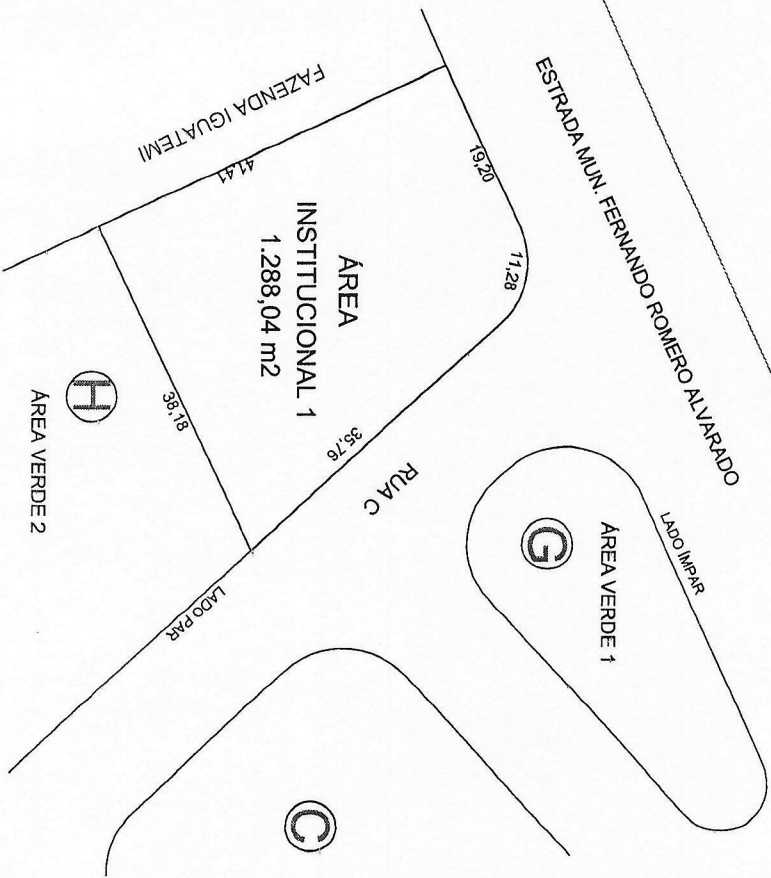 ESTRADA MUN. FERNANDO ROMERO ALVARADO
FAZENDA IGUATEMI
19,20
11,28
41,41
ÁREA
INSTITUCIONAL 1
1.288,04 m2
35,76
38,18
RUA C
LADO ÍMPAR
ÁREA VERDE 1
G
H
ÁREA VERDE 2
LADO PAR
C